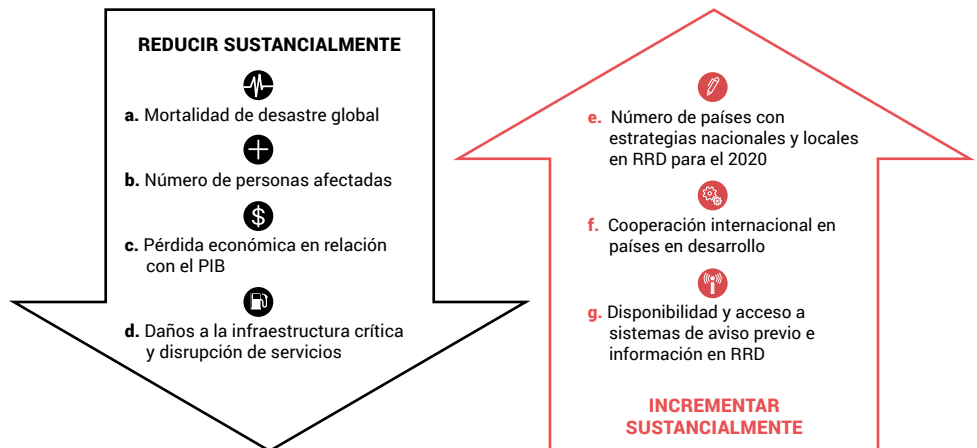 REDUCIR SUSTANCIALMENTE
a. Mortalidad de desastre global
b. Número de personas afectadas
$
c. Pérdida económica en relación
con el PIB
d. Daños a la infraestructura crítica
y disrupción de servicios
e. Número de países con
estrategias nacionales y locales
en RRD para el 2020
f. Cooperación internacional en
países en desarrollo
g. Disponibilidad y acceso a
sistemas de aviso previo e
información en RRD
INCREMENTAR
SUSTANCIALMENTE